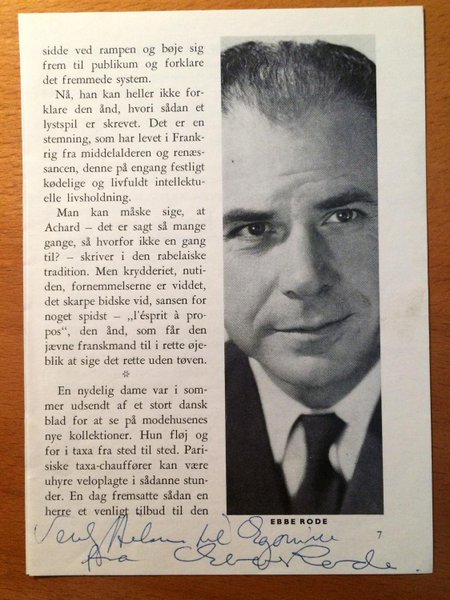 sidde ved rampen og bøje sig
frem til publikum og forklare
det fremmede system.
Nå, han kan heller ikke for-
klare den ånd, hvori sådan et
lystspil er skrevet. Det er en
stemning, som har levet i Frank-
rig fra middelalderen og renæs-
sancen, denne på engang festligt
kødelige og livfuldt intellektu-
elle livsholdning.
Man kan måske sige, at
Achard – det er sagt så mange
gange, så hvorfor ikke en gang
til? – skriver i den rabelaiske
tradition. Men krydderiet, nuti-
den, fornemmelserne er viddet,
det skarpe bidske vid, sansen for
noget spidst – „l'ésprit à pro-
pos", den ånd, som får den
jævne franskmand til i rette øje-
blik at sige det rette uden tøven.
*
En nydelig dame var i som-
mer udsendt af et stort dansk
blad for at se på modehusenes
nye kollektioner. Hun fløj og
for i taxa fra sted til sted. Pari-
siske taxa-chauffører kan være
uhyre veloplagte i sådanne stun-
der. En dag fremsatte sådan en
herre et venligt tilbud til den
EBBE RODE
7
Venlig Hilsen til
fra Ebbe Rode.